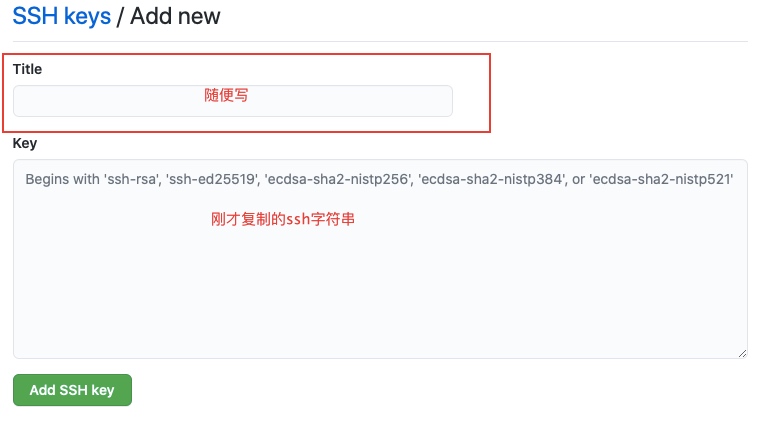 SSH keys / Add new
Title
随便写
Key
Begins with 'ssh-rsa', 'ssh-ed25519', 'ecdsa-sha2-nistp256', 'ecdsa-sha2-nistp384', or 'ecdsa-sha2-nistp521'
刚才复制的ssh字符串
Add SSH key